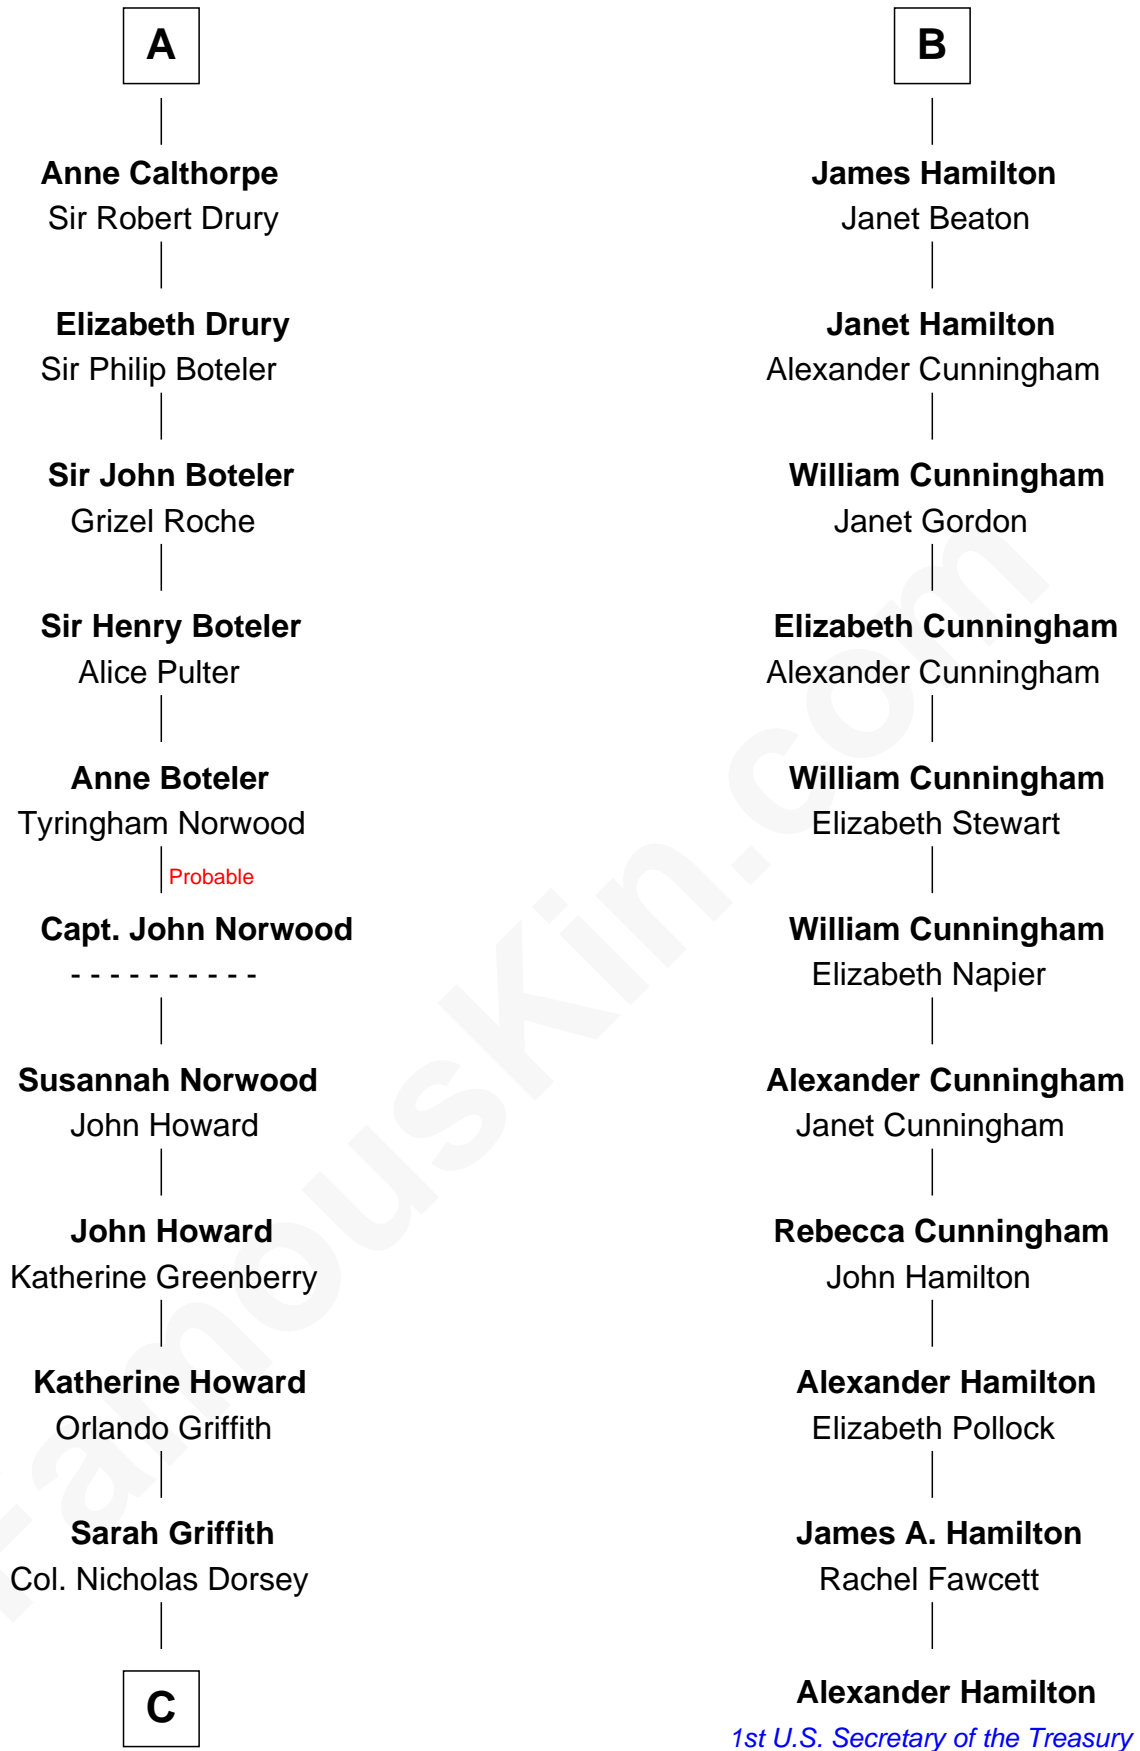 A
Anne Calthorpe
Sir Robert Drury
Elizabeth Drury
Sir Philip Boteler
Sir John Boteler
Grizel Roche
Sir Henry Boteler
Alice Pulter
Anne Boteler
Tyringham Norwood
Probable
Capt. John Norwood
- - - - - - - - - -
Susannah Norwood
John Howard
John Howard
Katherine Greenberry
Katherine Howard
Orlando Griffith
Sarah Griffith
Col. Nicholas Dorsey
C
B
James Hamilton
Janet Beaton
Janet Hamilton
Alexander Cunningham
William Cunningham
Janet Gordon
Elizabeth Cunningham
Alexander Cunningham
William Cunningham
Elizabeth Stewart
William Cunningham
Elizabeth Napier
Alexander Cunningham
Janet Cunningham
Rebecca Cunningham
John Hamilton
Alexander Hamilton
Elizabeth Pollock
James A. Hamilton
Rachel Fawcett
Alexander Hamilton
1st U.S. Secretary of the Treasury
FamousKin.com